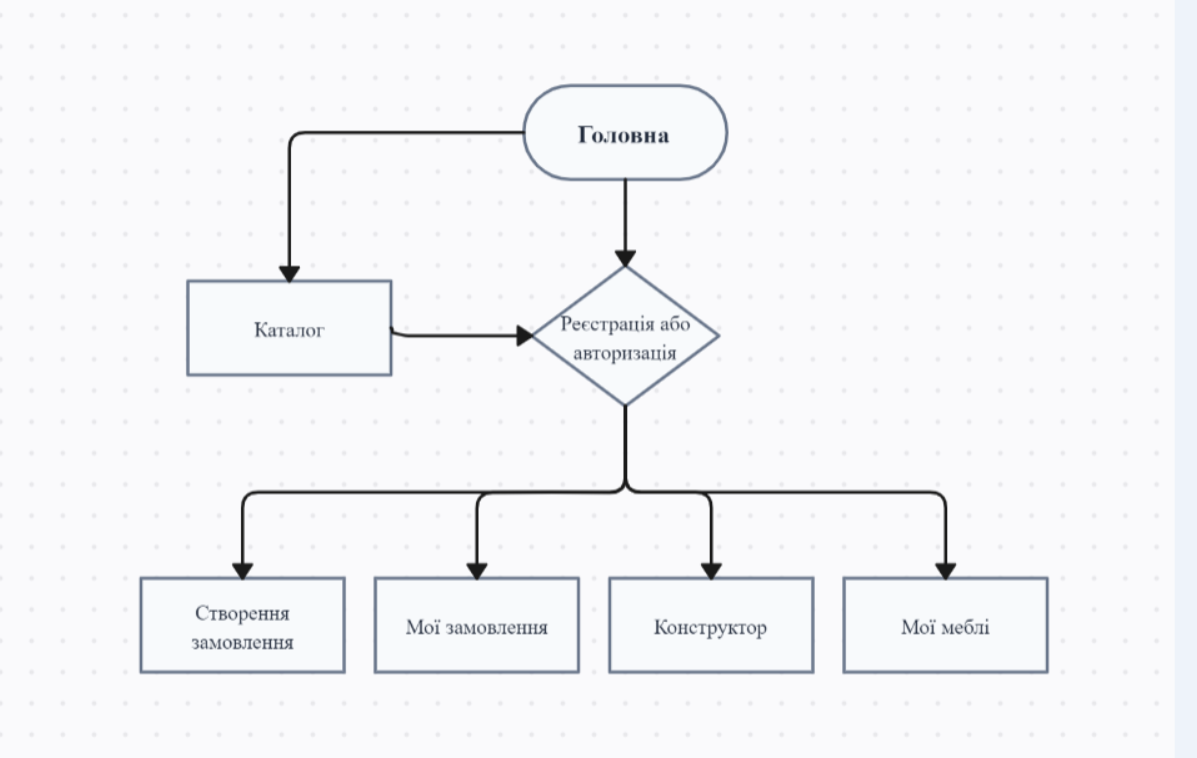 Головна
Каталог
Реєстрація або
авторизація
Створення
замовлення
Мої замовлення
Конструктор
Мої меблі